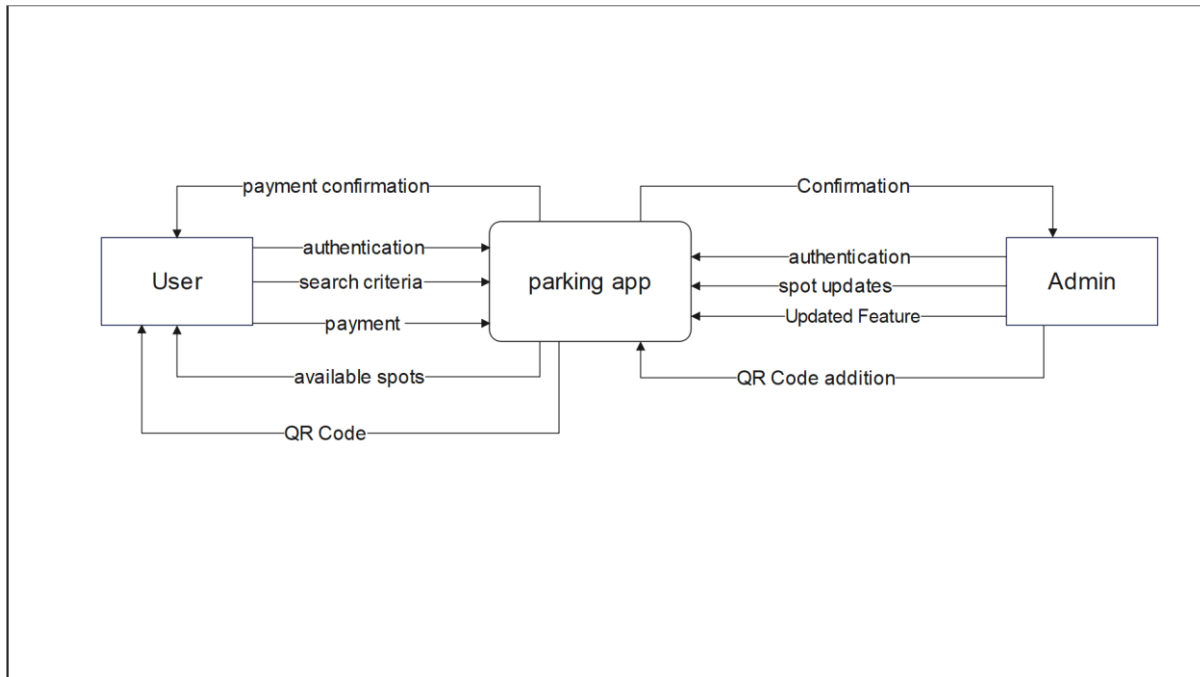 payment confirmation
Confirmation
authentication
authentication
User
search criteria
parking app
spot updates
Admin
payment
Updated Feature
available spots
QR Code addition
QR Code